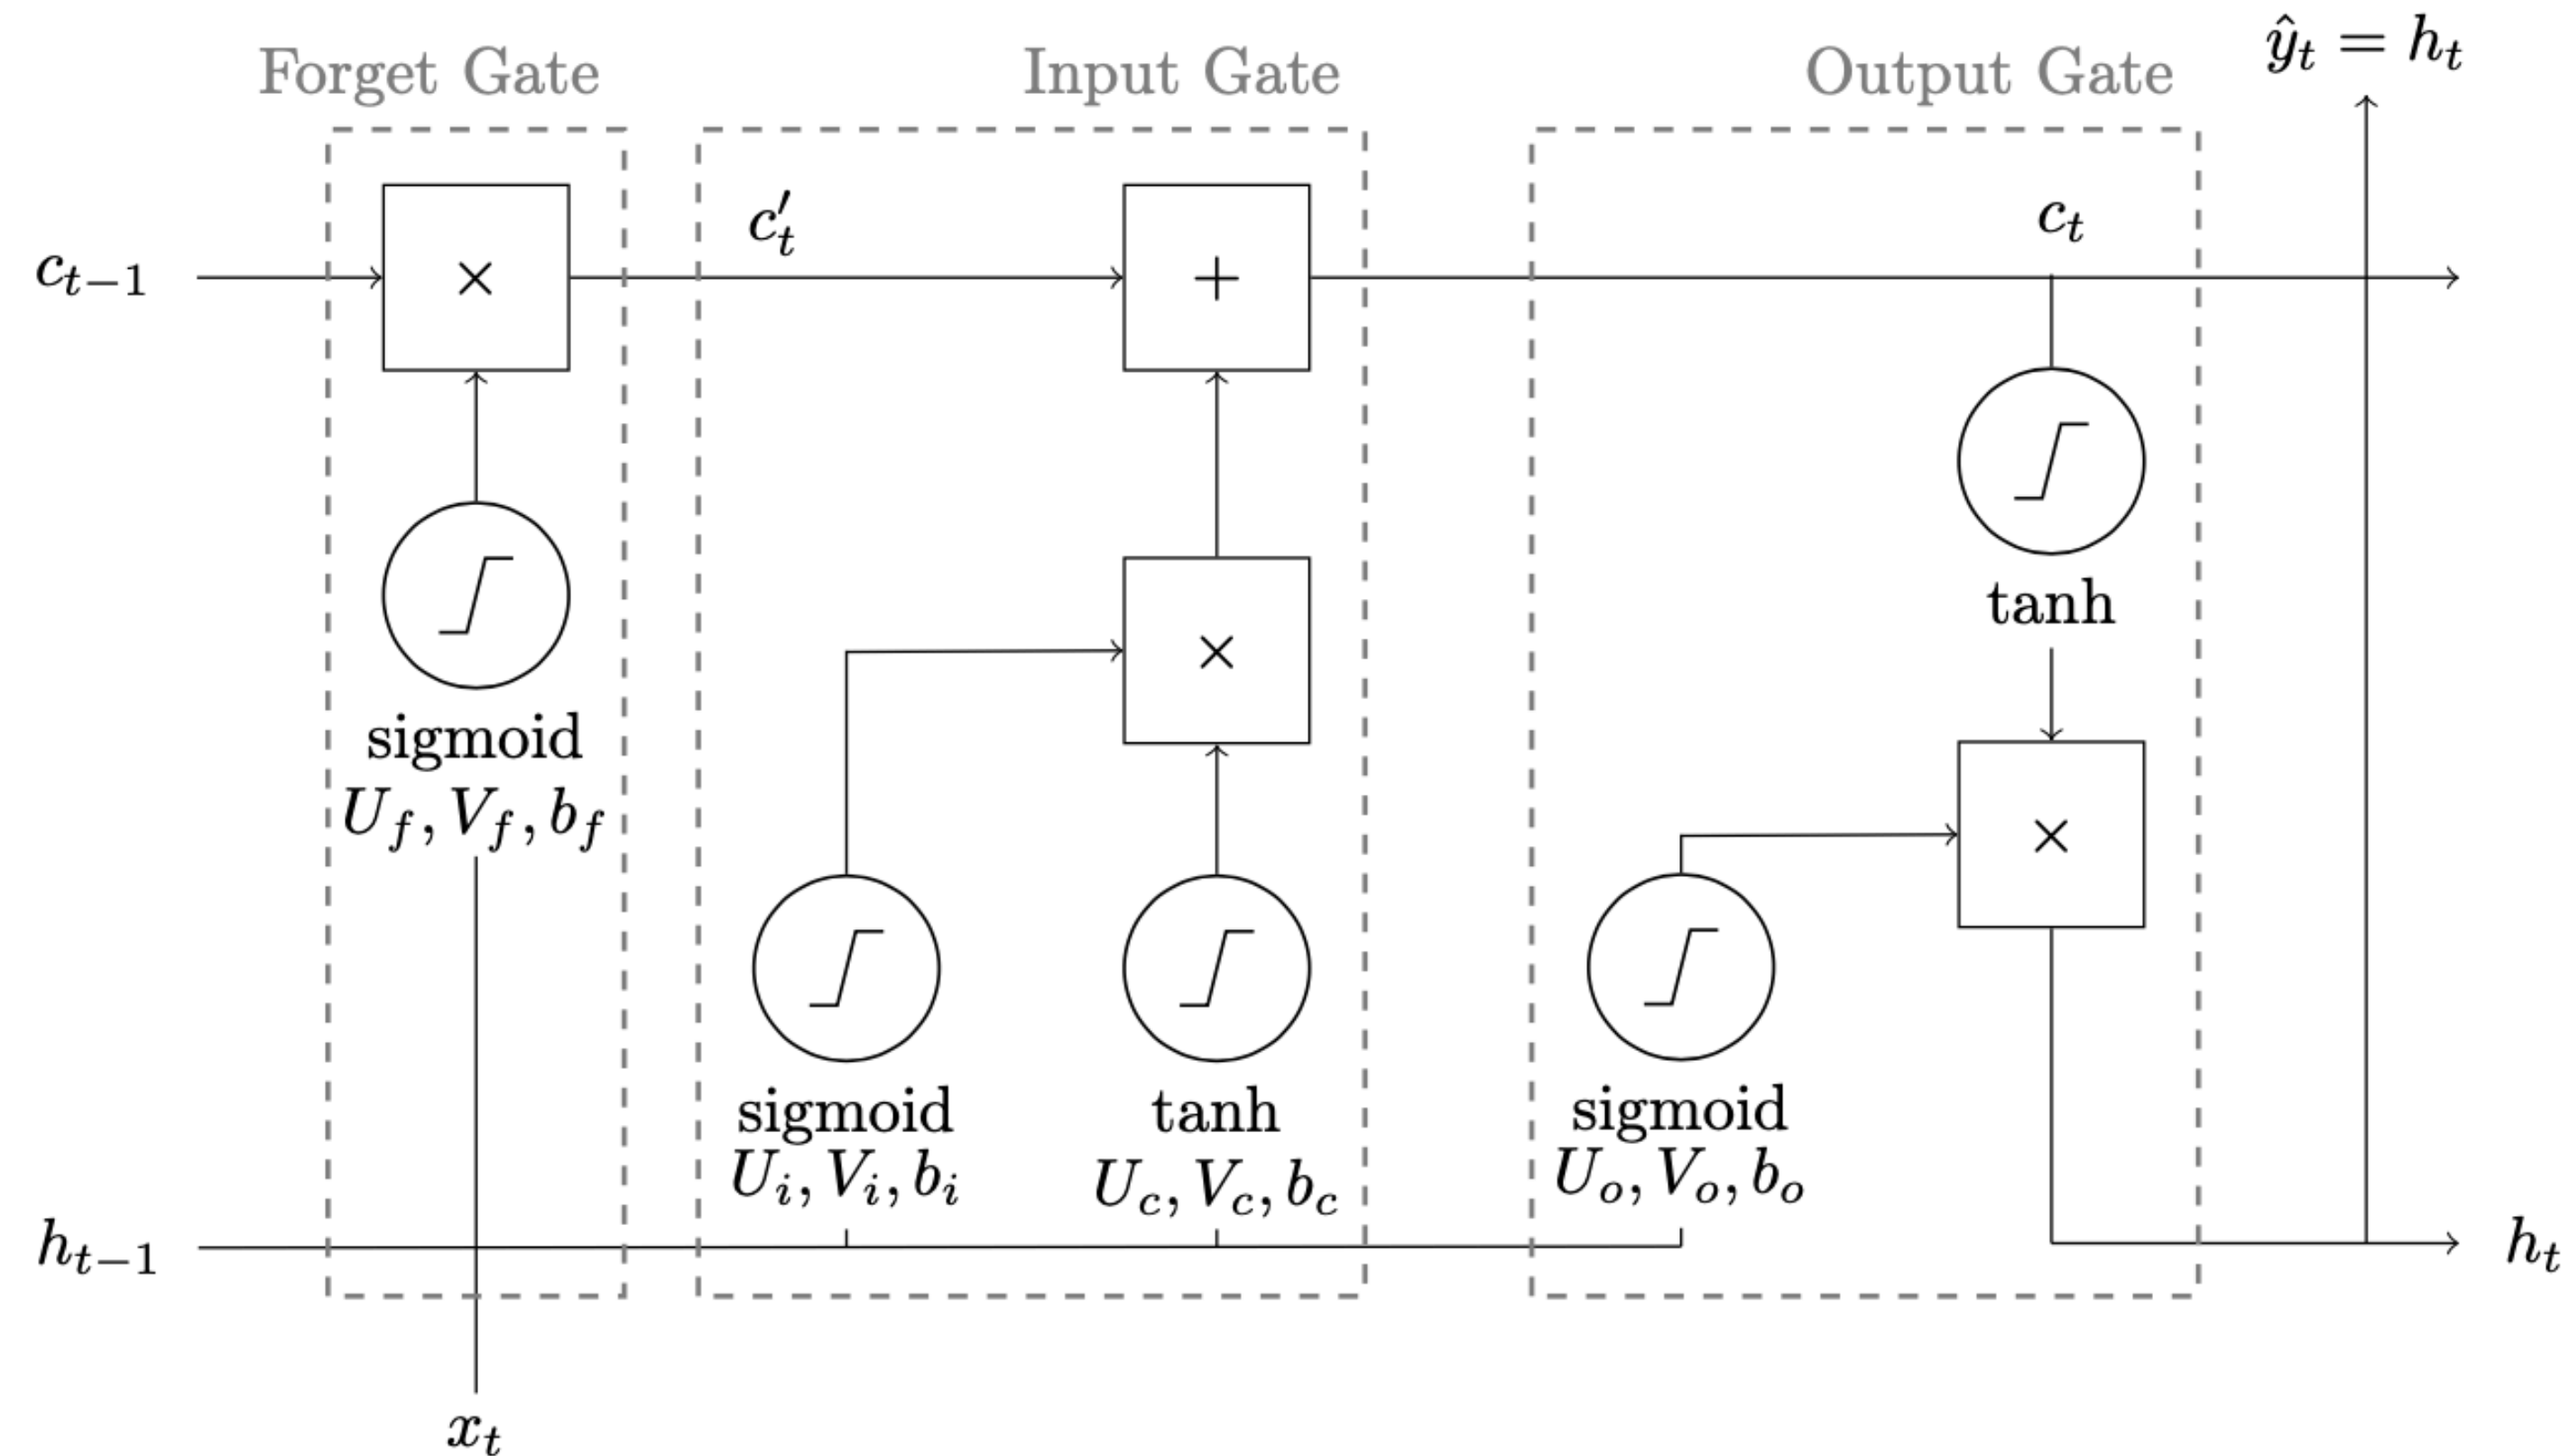 Forget Gate
Input Gate
Output Gate
ŷ_t = h_t
c_{t−1}
×
c′_t
+
c_t
sigmoid
U_f, V_f, b_f
×
tanh
×
sigmoid
U_i, V_i, b_i
tanh
U_c, V_c, b_c
sigmoid
U_o, V_o, b_o
h_{t−1}
h_t
x_t